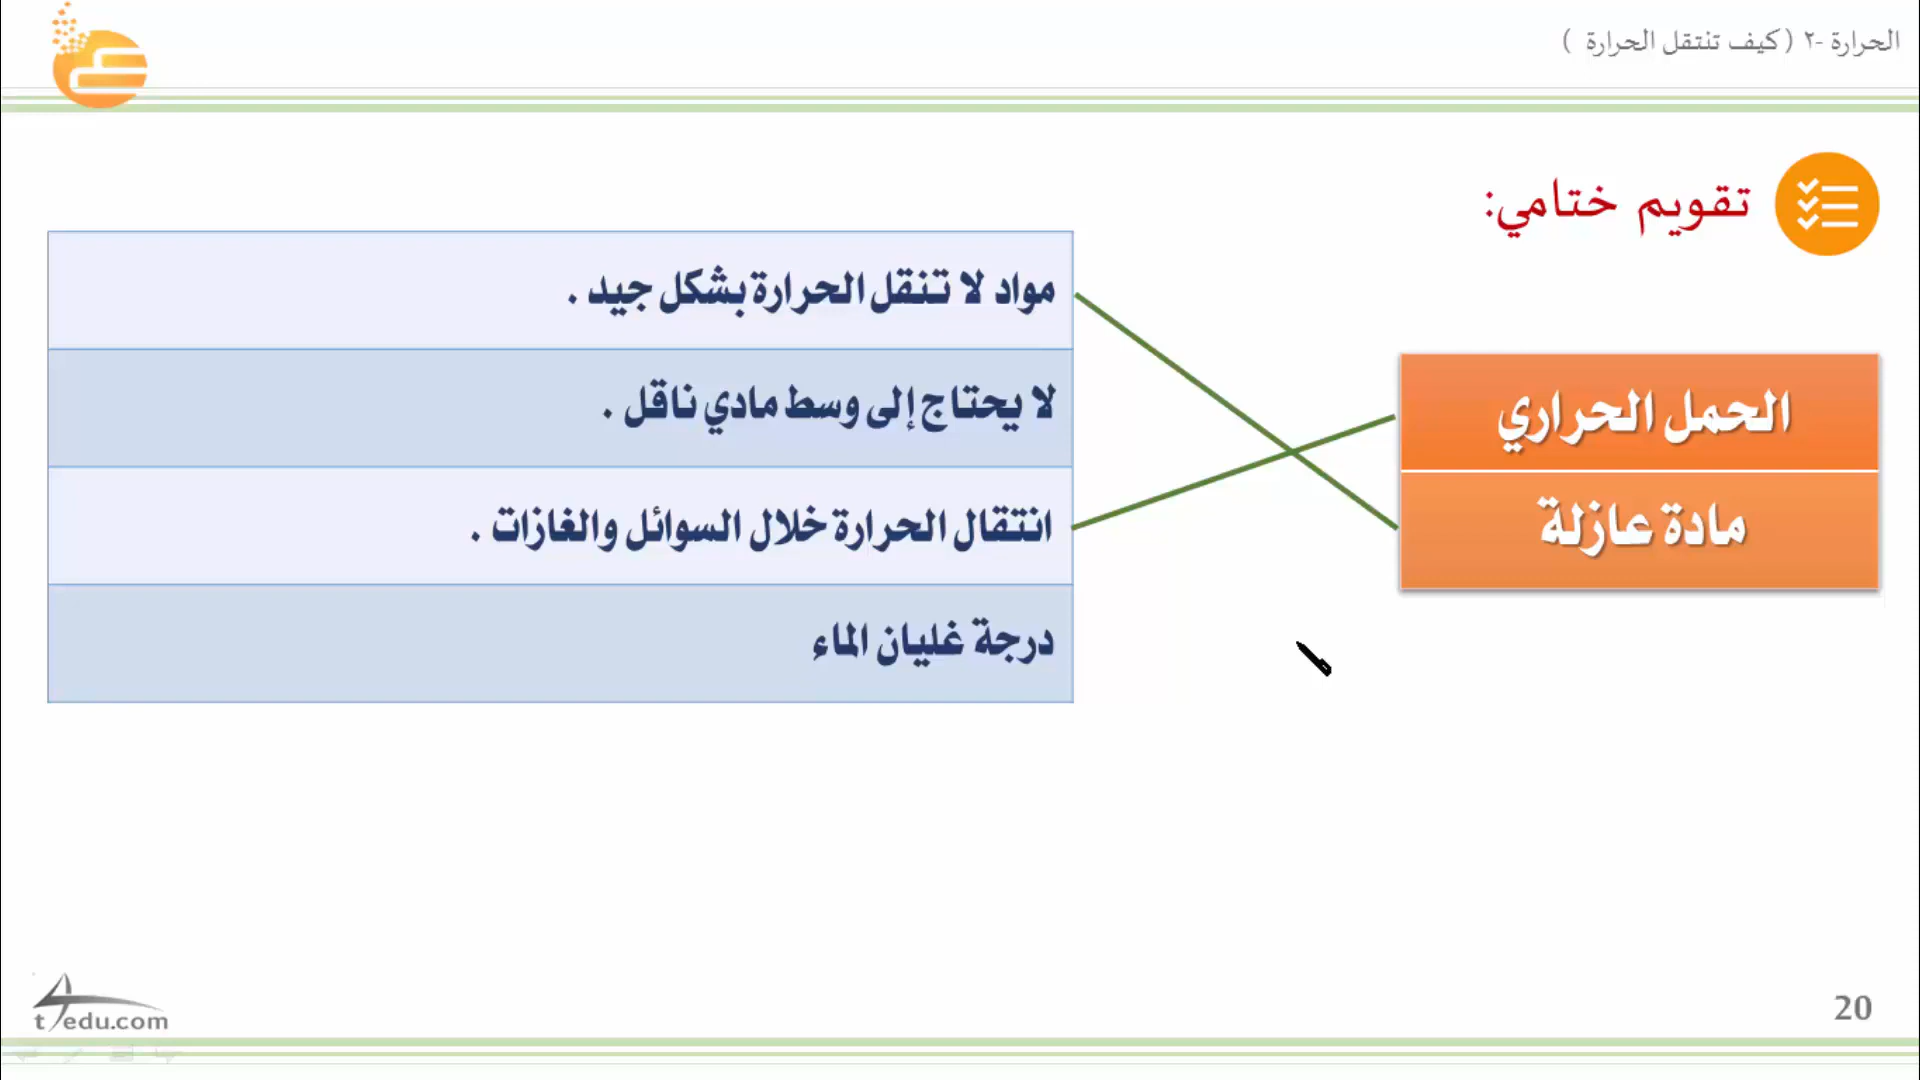 الحرارة -٢ ( كيف تنتقل الحرارة )
تقويم ختامي:
الحمل الحراري
مادة عازلة
مواد لا تنقل الحرارة بشكل جيد .
لا يحتاج إلى وسط مادي ناقل .
انتقال الحرارة خلال السوائل والغازات .
درجة غليان الماء
t4edu.com
20